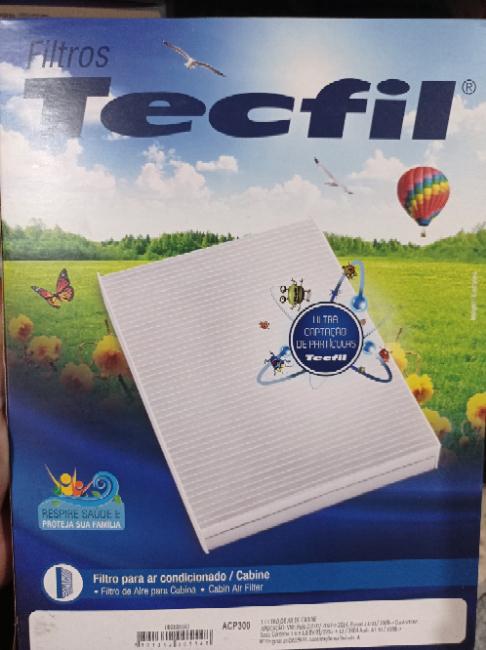 Filtros
Tecfil®
ULTRA
CAPTAÇÃO
DE PARTÍCULAS
Tecfil
RESPIRE SAÚDE E
PROTEJA SUA FAMÍLIA
Filtro para ar condicionado / Cabine
• Filtro de Aire para Cabina • Cabin Air Filter
ACP300